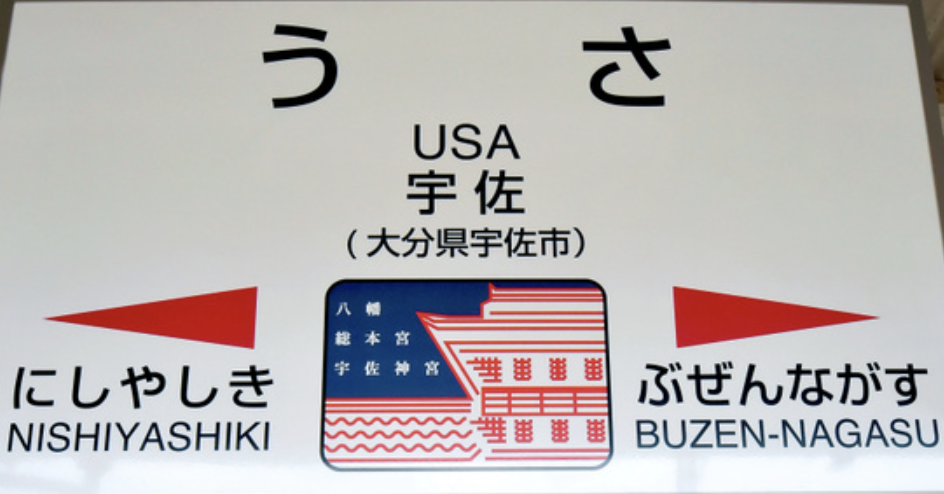 うさ
USA
宇佐
(大分県宇佐市)
八幡
総本宮
宇佐神宮
にしやしき
NISHIYASHIKI
ぶぜんながす
BUZEN-NAGASU